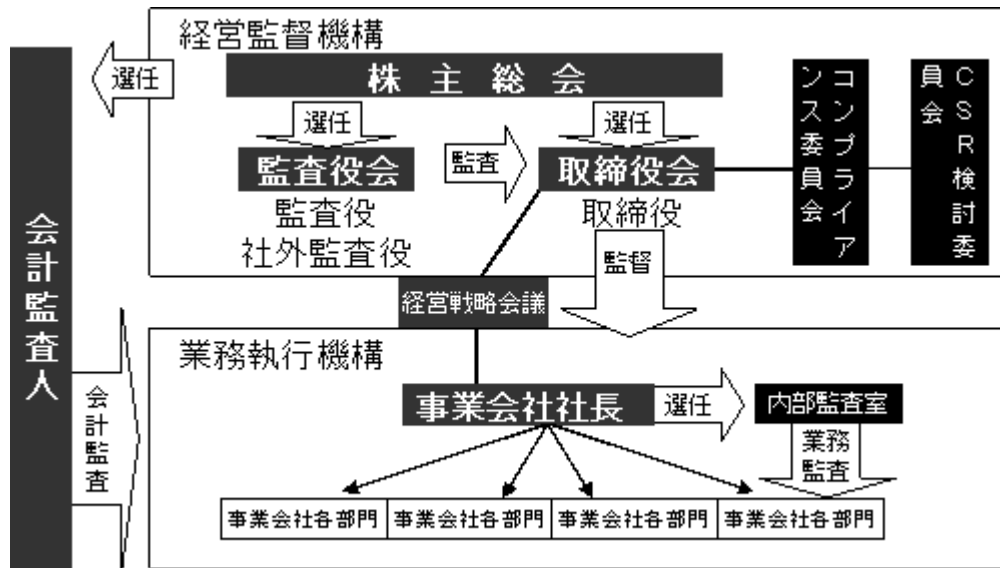 経営監督機構
選任
株主総会
選任
選任
監査役会
監査
取締役会
監査役
社外監査役
取締役
コンプライア
ンス委員会
CSR検討委
員会
監督
経営戦略会議
会計監査人
業務執行機構
会計監査
事業会社社長
選任
内部監査室
業務
監査
事業会社各部門
事業会社各部門
事業会社各部門
事業会社各部門